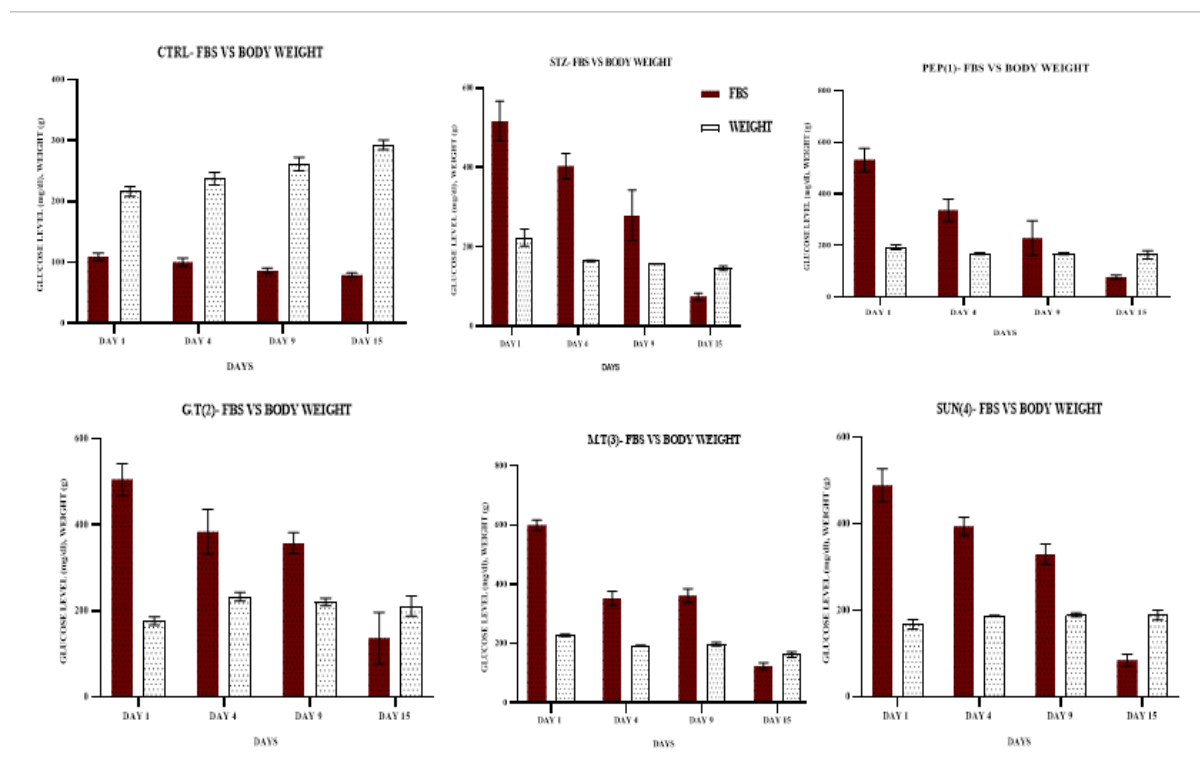 CTRL- FBS VS BODY WEIGHT
GLUCOSE LEVEL (mg/dl), WEIGHT (g)
400
300
200
100
0
DAY 1 DAY 4 DAY 9 DAY 15
DAYS
STZ- FBS VS BODY WEIGHT
GLUCOSE LEVEL (mg/dl), WEIGHT (g)
600
400
200
0
DAY 1 DAY 4 DAY 9 DAY 15
DAYS
FBS
WEIGHT
PEP(1)- FBS VS BODY WEIGHT
GLUCOSE LEVEL (mg/dl), WEIGHT (g)
800
600
400
200
0
DAY 1 DAY 4 DAY 9 DAY 15
DAYS
G.T(2)- FBS VS BODY WEIGHT
GLUCOSE LEVEL (mg/dl), WEIGHT (g)
600
400
200
0
DAY 1 DAY 4 DAY 9 DAY 15
DAYS
M.T(3)- FBS VS BODY WEIGHT
GLUCOSE LEVEL (mg/dl), WEIGHT (g)
800
600
400
200
0
DAY 1 DAY 4 DAY 9 DAY 15
DAYS
SUN(4)- FBS VS BODY WEIGHT
GLUCOSE LEVEL (mg/dl), WEIGHT (g)
600
400
200
0
DAY 1 DAY 4 DAY 9 DAY 15
DAYS